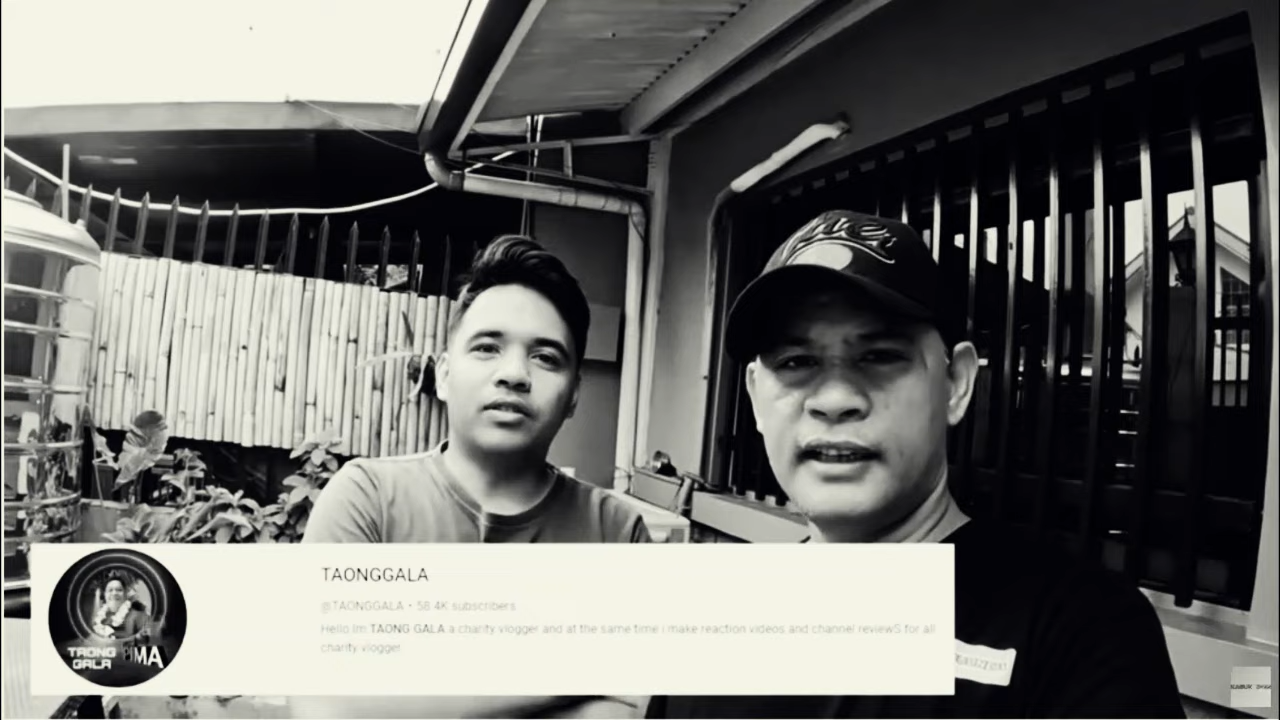 TAONGGALA
@TAONGGALA • 58.4K subscribers
Hello Im TAONG GALA a charity vlogger and at the same time i make reaction videos and channel reviewS for all
charity vlogger
TAONG
GALA PIMA